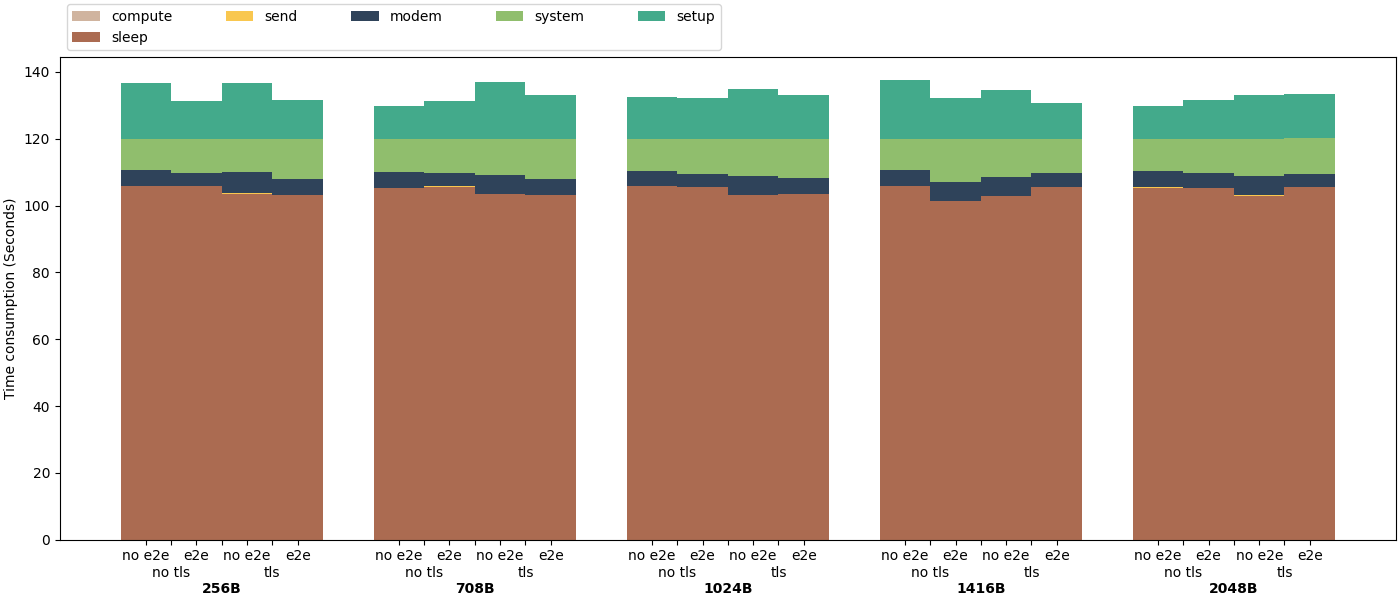 compute send modem system setup
sleep
Time consumption (Seconds)
140
120
100
80
60
40
20
0
no e2e e2e no e2e e2e no e2e e2e no e2e e2e no e2e e2e no e2e e2e no e2e e2e no e2e e2e no e2e e2e no e2e e2e
no tls tls no tls tls no tls tls no tls tls no tls tls
256B 708B 1024B 1416B 2048B